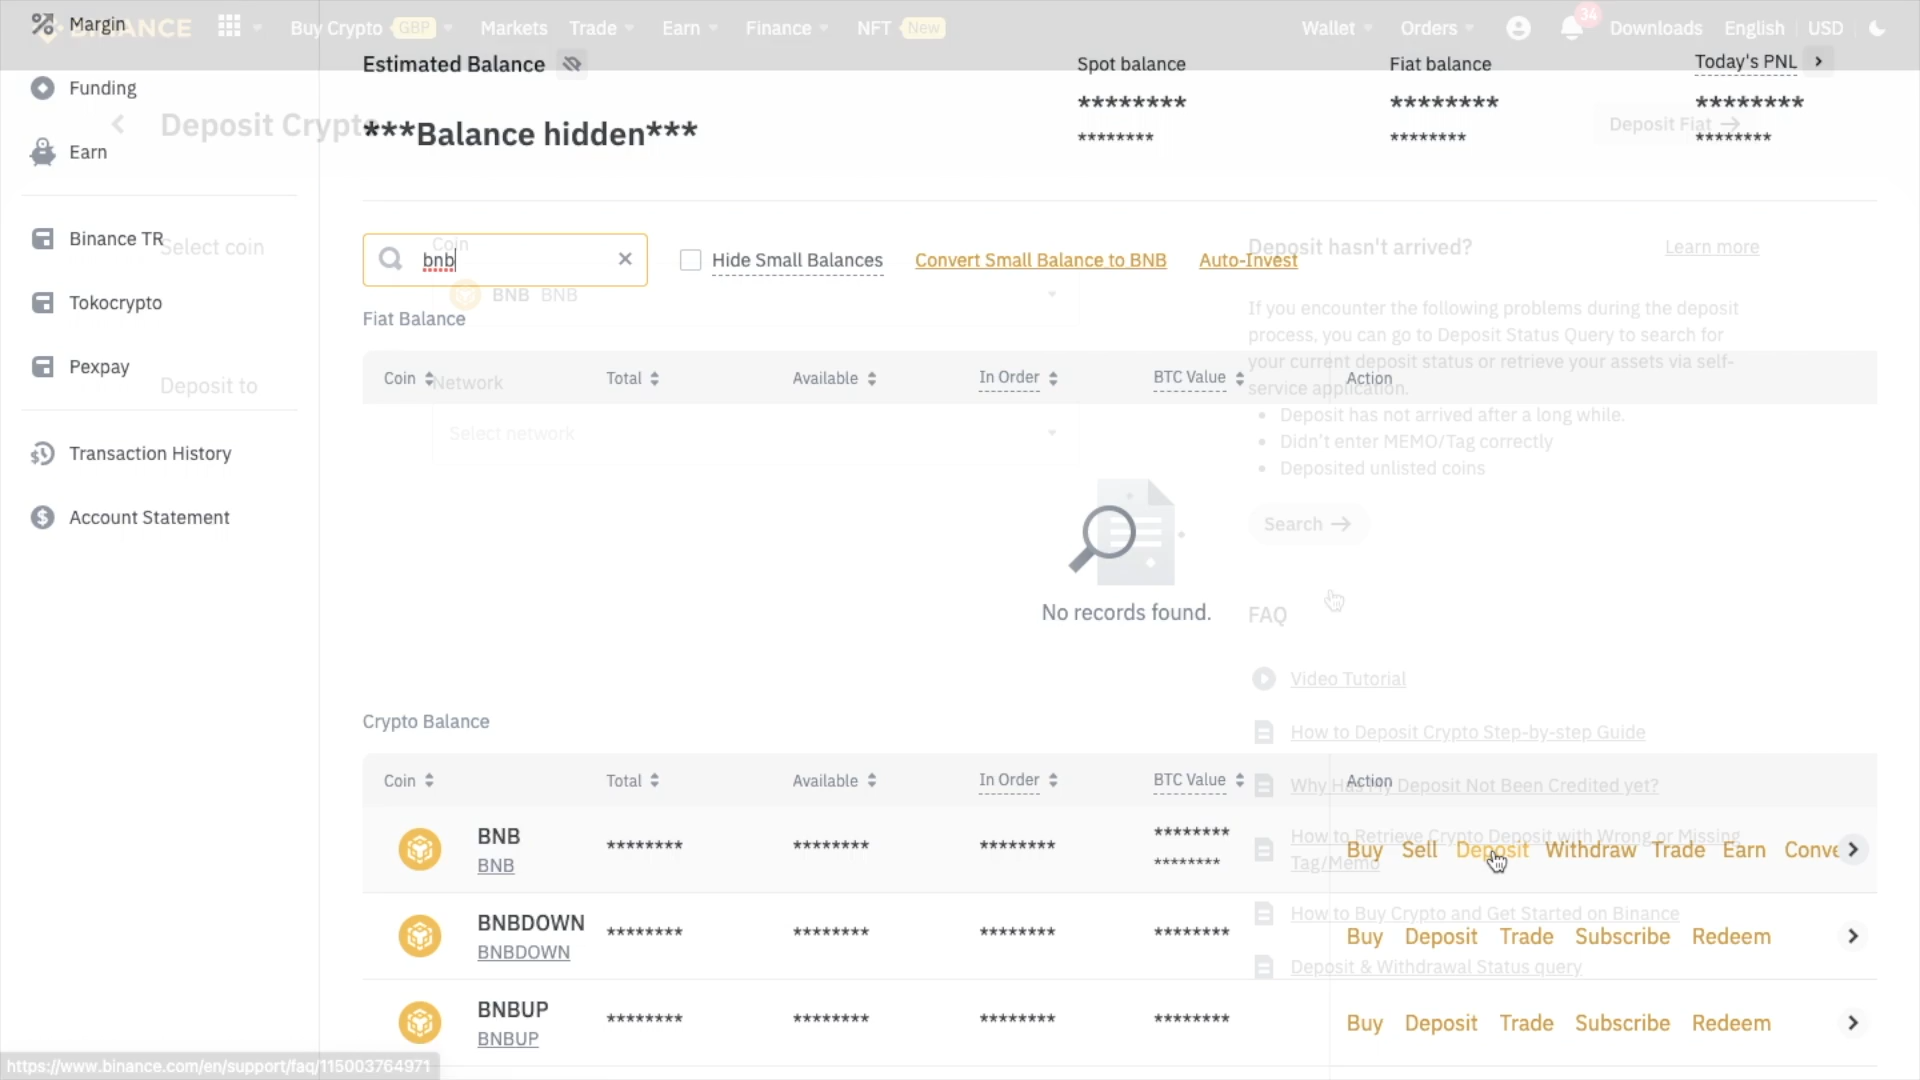 Margin
BINANCE
Buy Crypto GBP
Markets
Trade
Earn
Finance
NFT New
Wallet
Orders
34
Downloads
English
USD
Estimated Balance
Spot balance
Fiat balance
Today's PNL
Funding
Deposit Crypto
***Balance hidden***
********
********
********
********
********
********
Deposit Fiat
Earn
Binance TR
Select coin
Coin
bnb
Hide Small Balances
Convert Small Balance to BNB
Auto-Invest
Deposit hasn't arrived?
Learn more
BNB BNB
Tokocrypto
Fiat Balance
If you encounter the following problems during the deposit
process, you can go to Deposit Status Query to search for
your current deposit status or retrieve your assets via self-
service application.
Pexpay
Deposit to
Coin
Network
Total
Available
In Order
BTC Value
Action
Select network
• Deposit has not arrived after a long while.
• Didn't enter MEMO/Tag correctly
• Deposited unlisted coins
Transaction History
Account Statement
Search
No records found.
FAQ
Video Tutorial
Crypto Balance
How to Deposit Crypto Step-by-step Guide
Coin
Total
Available
In Order
BTC Value
Action
Why Has My Deposit Not Been Credited yet?
How to Retrieve Crypto Deposit with Wrong or Missing
Tag/Memo
BNB
BNB
********
********
********
********
********
Buy Sell Deposit Withdraw Trade Earn Conve
How to Buy Crypto and Get Started on Binance
BNBDOWN
BNBDOWN
********
********
********
********
Buy Deposit Trade Subscribe Redeem
Deposit & Withdrawal Status query
BNBUP
BNBUP
********
********
********
********
Buy Deposit Trade Subscribe Redeem
https://www.binance.com/en/support/faq/115003764971